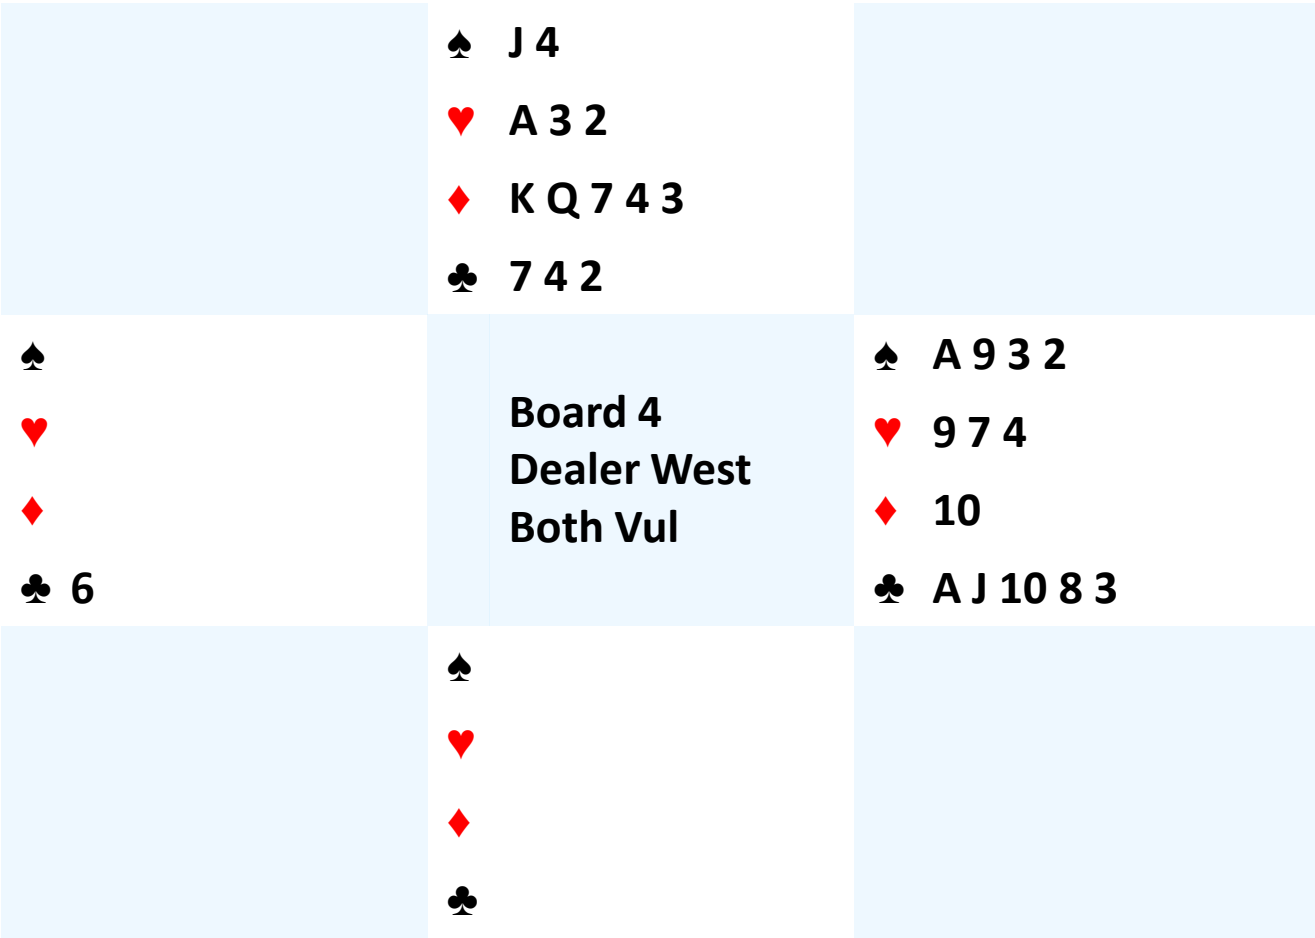 ♠ J 4
♥ A 3 2
♦ K Q 7 4 3
♣ 7 4 2
♠
♥
♦
♣ 6
Board 4
Dealer West
Both Vul
♠ A 9 3 2
♥ 9 7 4
♦ 10
♣ A J 10 8 3
♠
♥
♦
♣